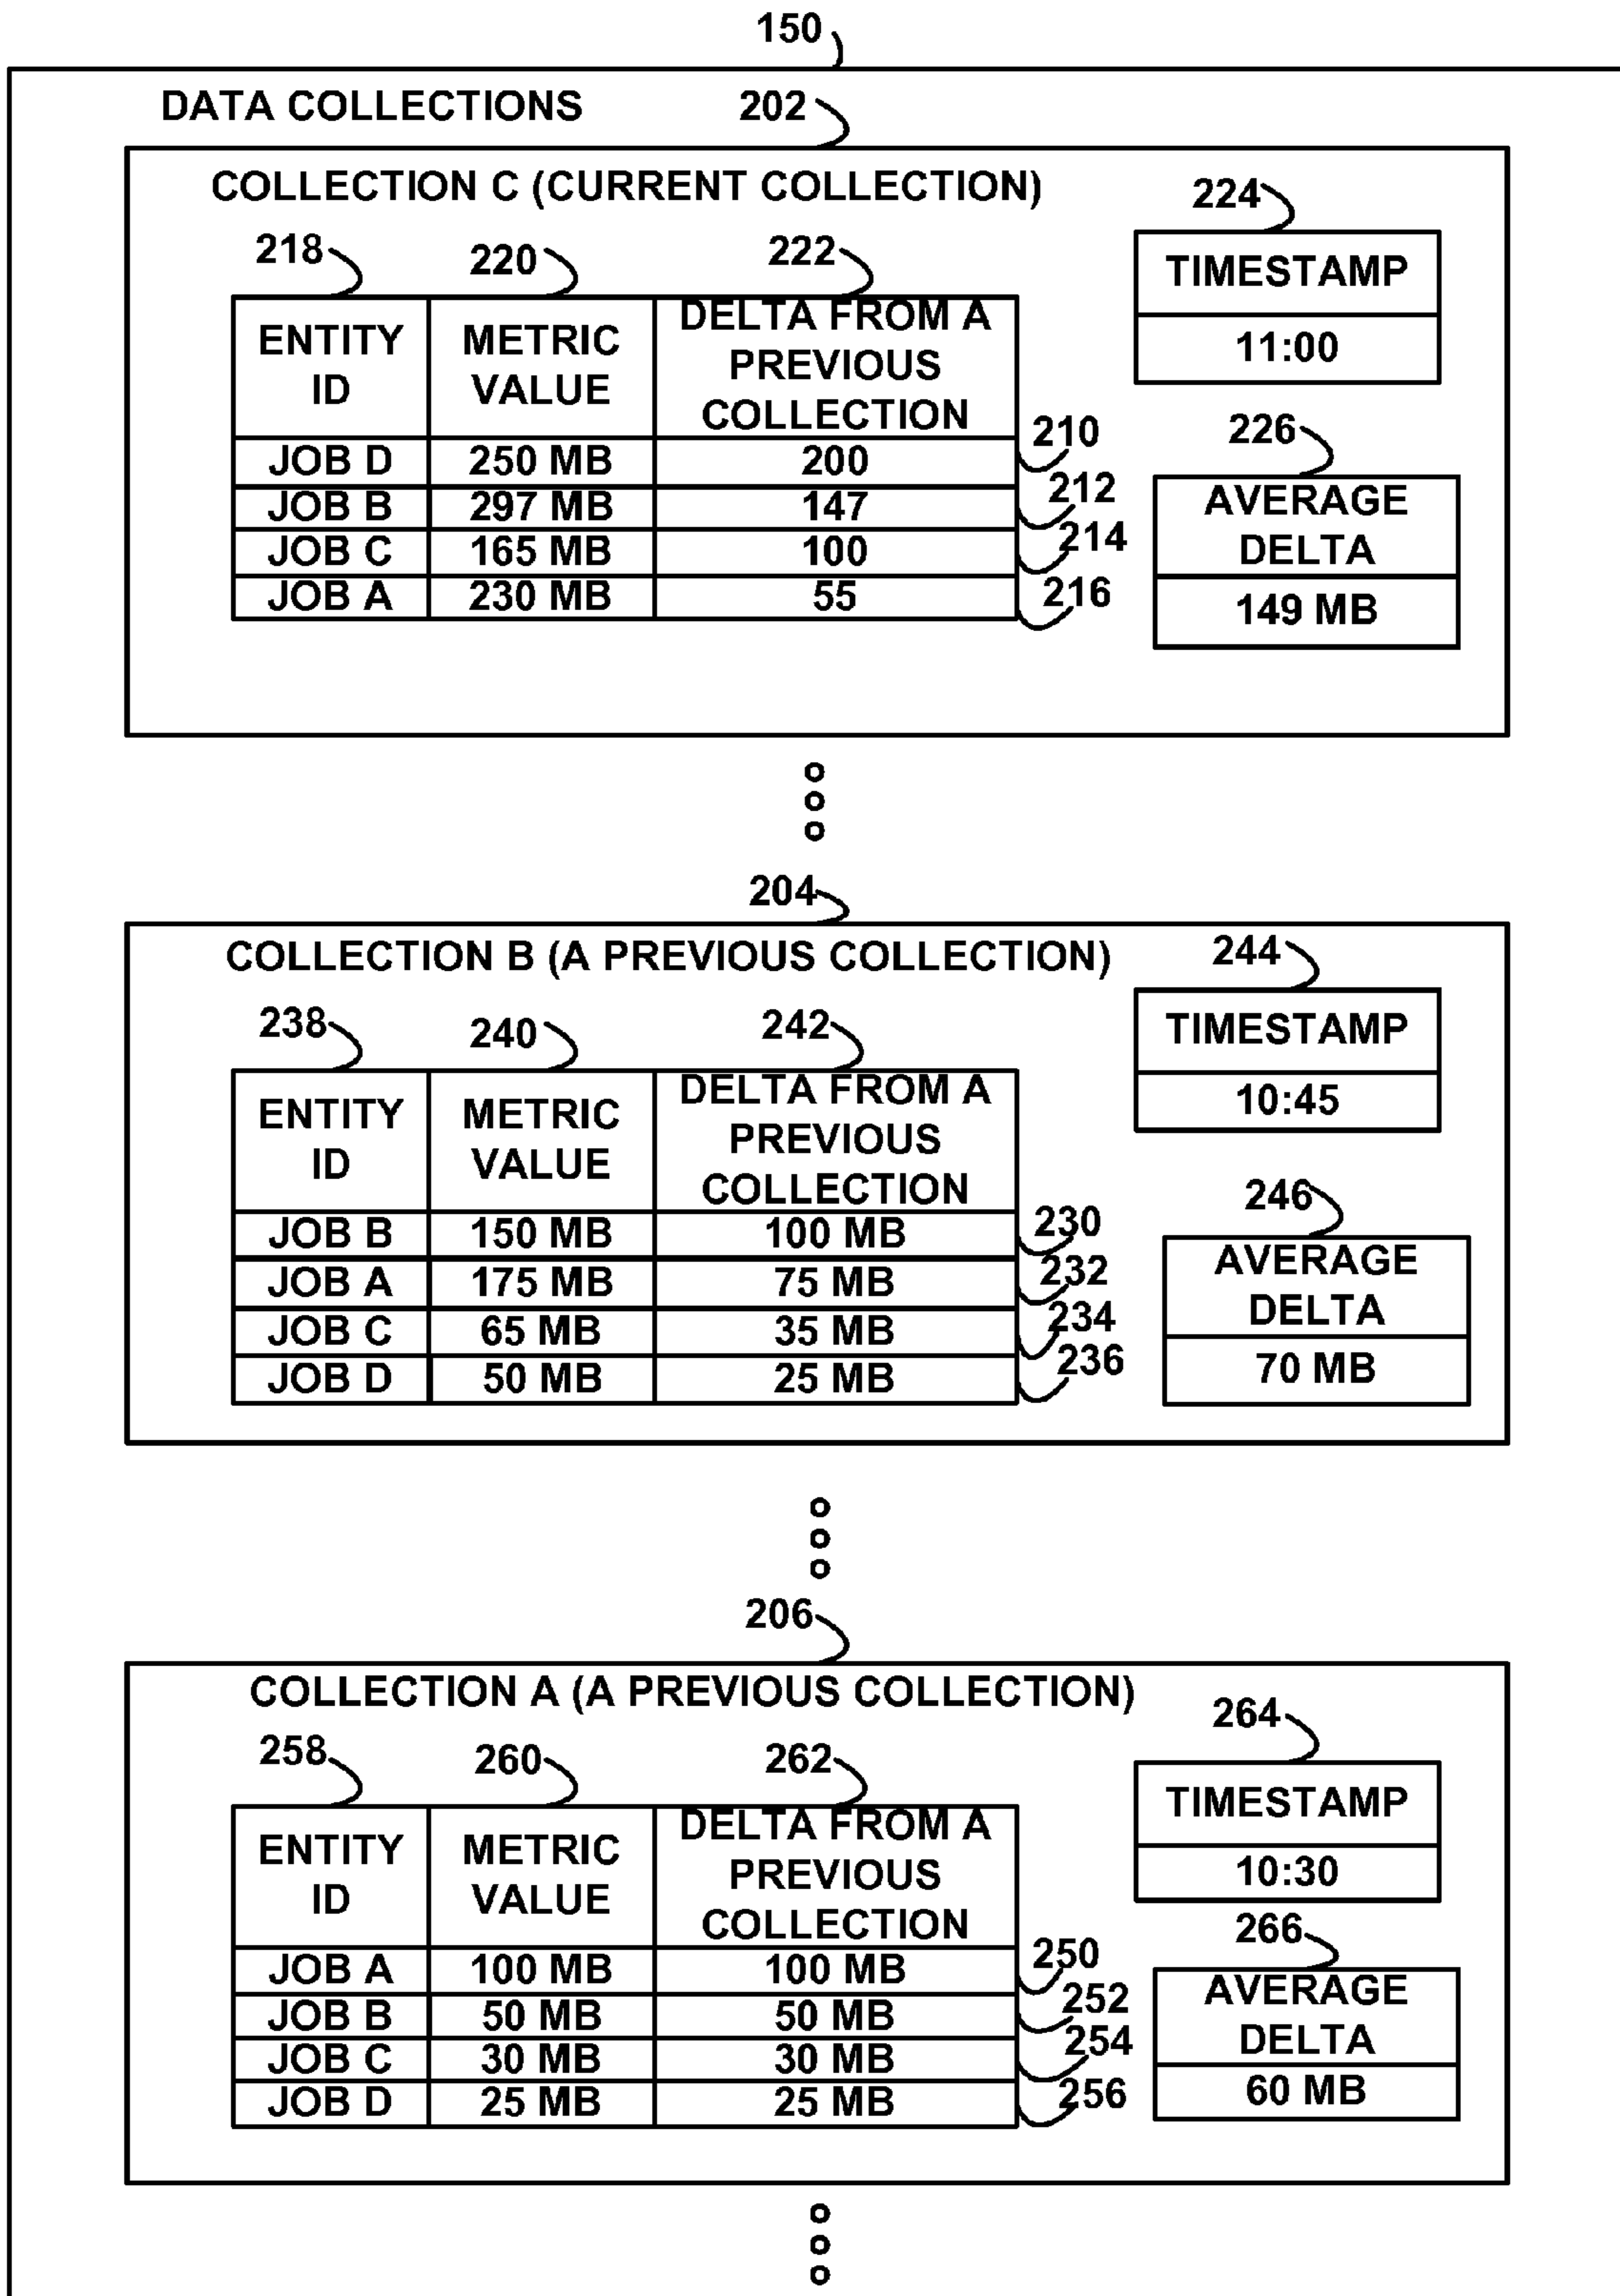 150
DATA COLLECTIONS
202
COLLECTION C (CURRENT COLLECTION)
218
220
222
224
ENTITY
ID
METRIC
VALUE
DELTA FROM A
PREVIOUS
COLLECTION
TIMESTAMP
11:00
JOB D 250 MB 200 210
JOB B 297 MB 147 212
JOB C 165 MB 100 214
JOB A 230 MB 55 216
226
AVERAGE
DELTA
149 MB
204
COLLECTION B (A PREVIOUS COLLECTION)
238
240
242
244
ENTITY
ID
METRIC
VALUE
DELTA FROM A
PREVIOUS
COLLECTION
TIMESTAMP
10:45
JOB B 150 MB 100 MB 230
JOB A 175 MB 75 MB 232
JOB C 65 MB 35 MB 234
JOB D 50 MB 25 MB 236
246
AVERAGE
DELTA
70 MB
206
COLLECTION A (A PREVIOUS COLLECTION)
258
260
262
264
ENTITY
ID
METRIC
VALUE
DELTA FROM A
PREVIOUS
COLLECTION
TIMESTAMP
10:30
JOB A 100 MB 100 MB 250
JOB B 50 MB 50 MB 252
JOB C 30 MB 30 MB 254
JOB D 25 MB 25 MB 256
266
AVERAGE
DELTA
60 MB